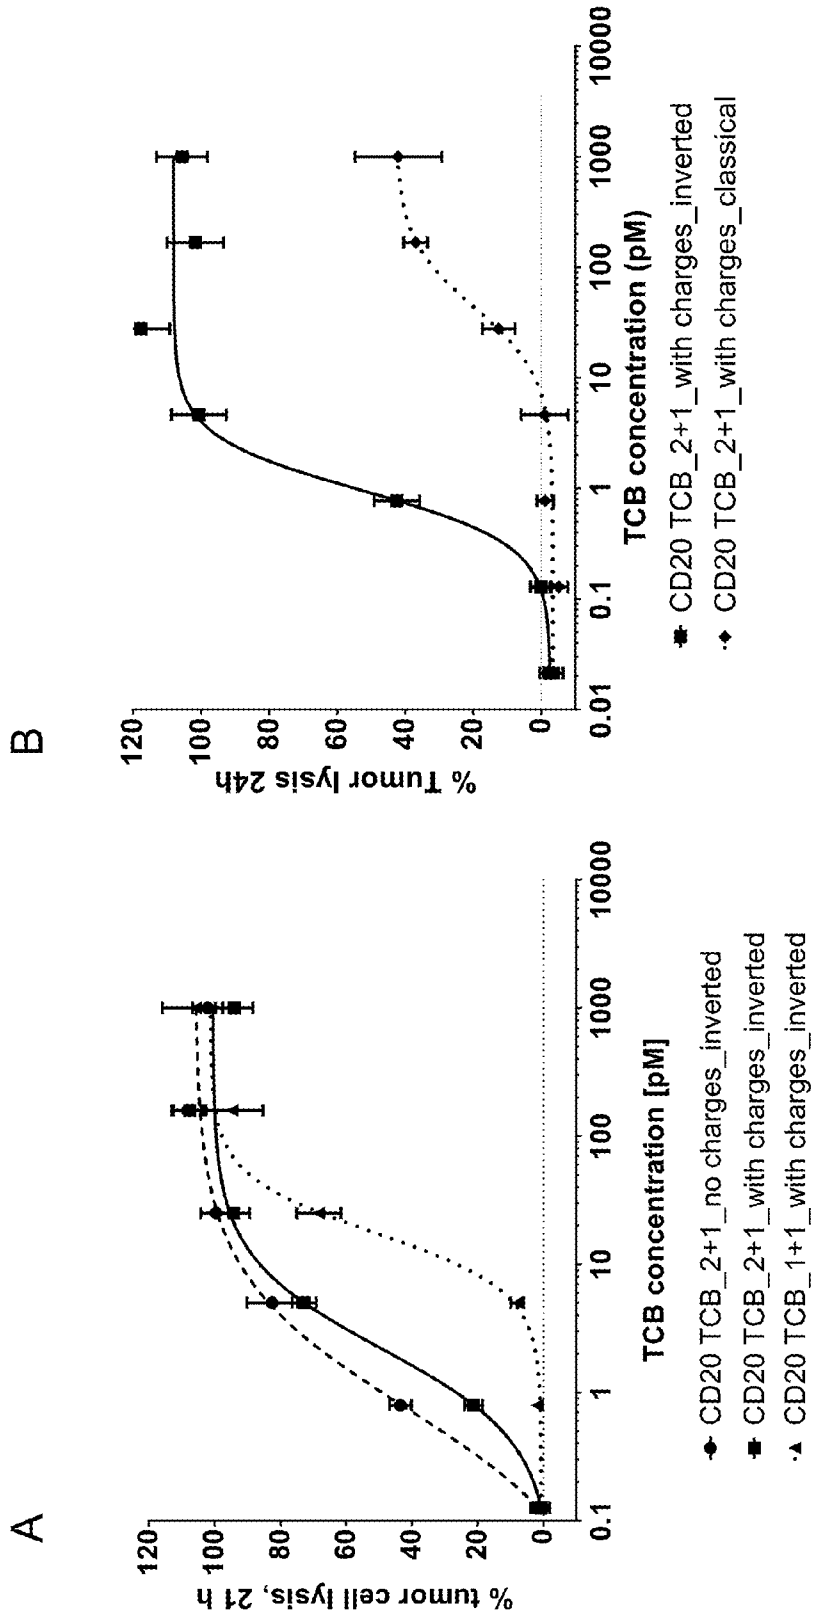 A
% tumor cell lysis, 21 h
120
100
80
60
40
20
0
0.1
1
10
100
1000
10000
TCB concentration [pM]
CD20 TCB_2+1_no charges_inverted
CD20 TCB_2+1_with charges_inverted
CD20 TCB_1+1_with charges_inverted
B
% Tumor lysis 24h
120
100
80
60
40
20
0
0.01
0.1
1
10
100
1000
10000
TCB concentration (pM)
CD20 TCB_2+1_with charges_inverted
CD20 TCB_2+1_with charges_classical